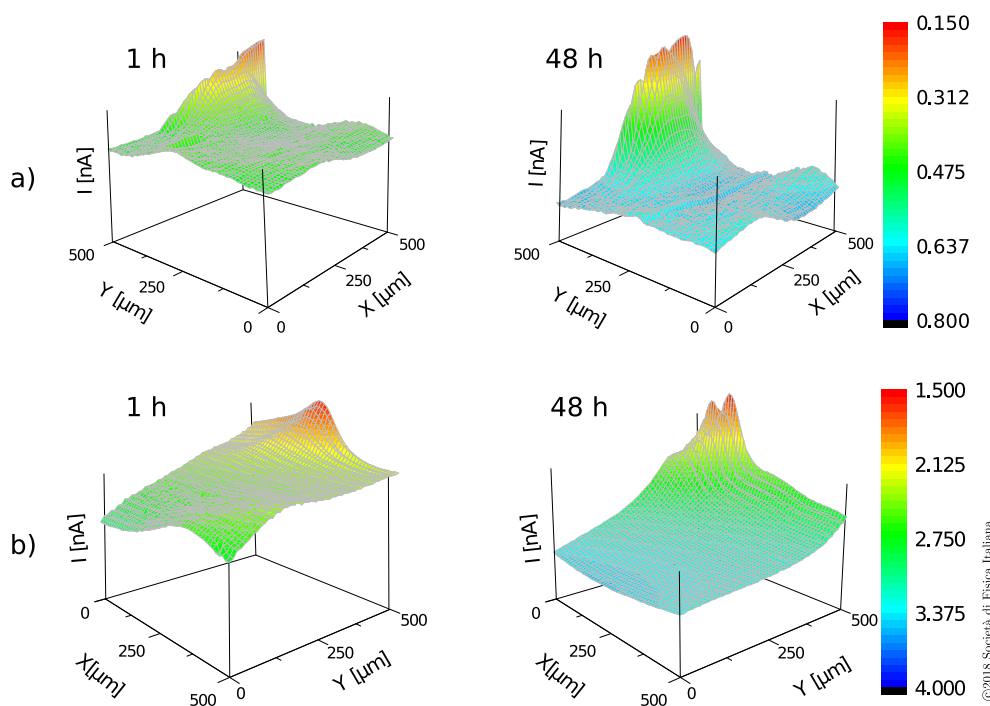 1 h
48 h
a)
I [nA]
500
250
0
Y [µm]
0
250
500
X [µm]
I [nA]
500
250
0
Y [µm]
0
250
500
X [µm]
0.150
0.312
0.475
0.637
0.800
1 h
48 h
b)
I [nA]
0
250
500
X[µm]
0
250
500
Y [µm]
I [nA]
0
250
500
X[µm]
0
250
500
Y [µm]
1.500
2.125
2.750
3.375
4.000
©2018 Società di Fisica Italiana